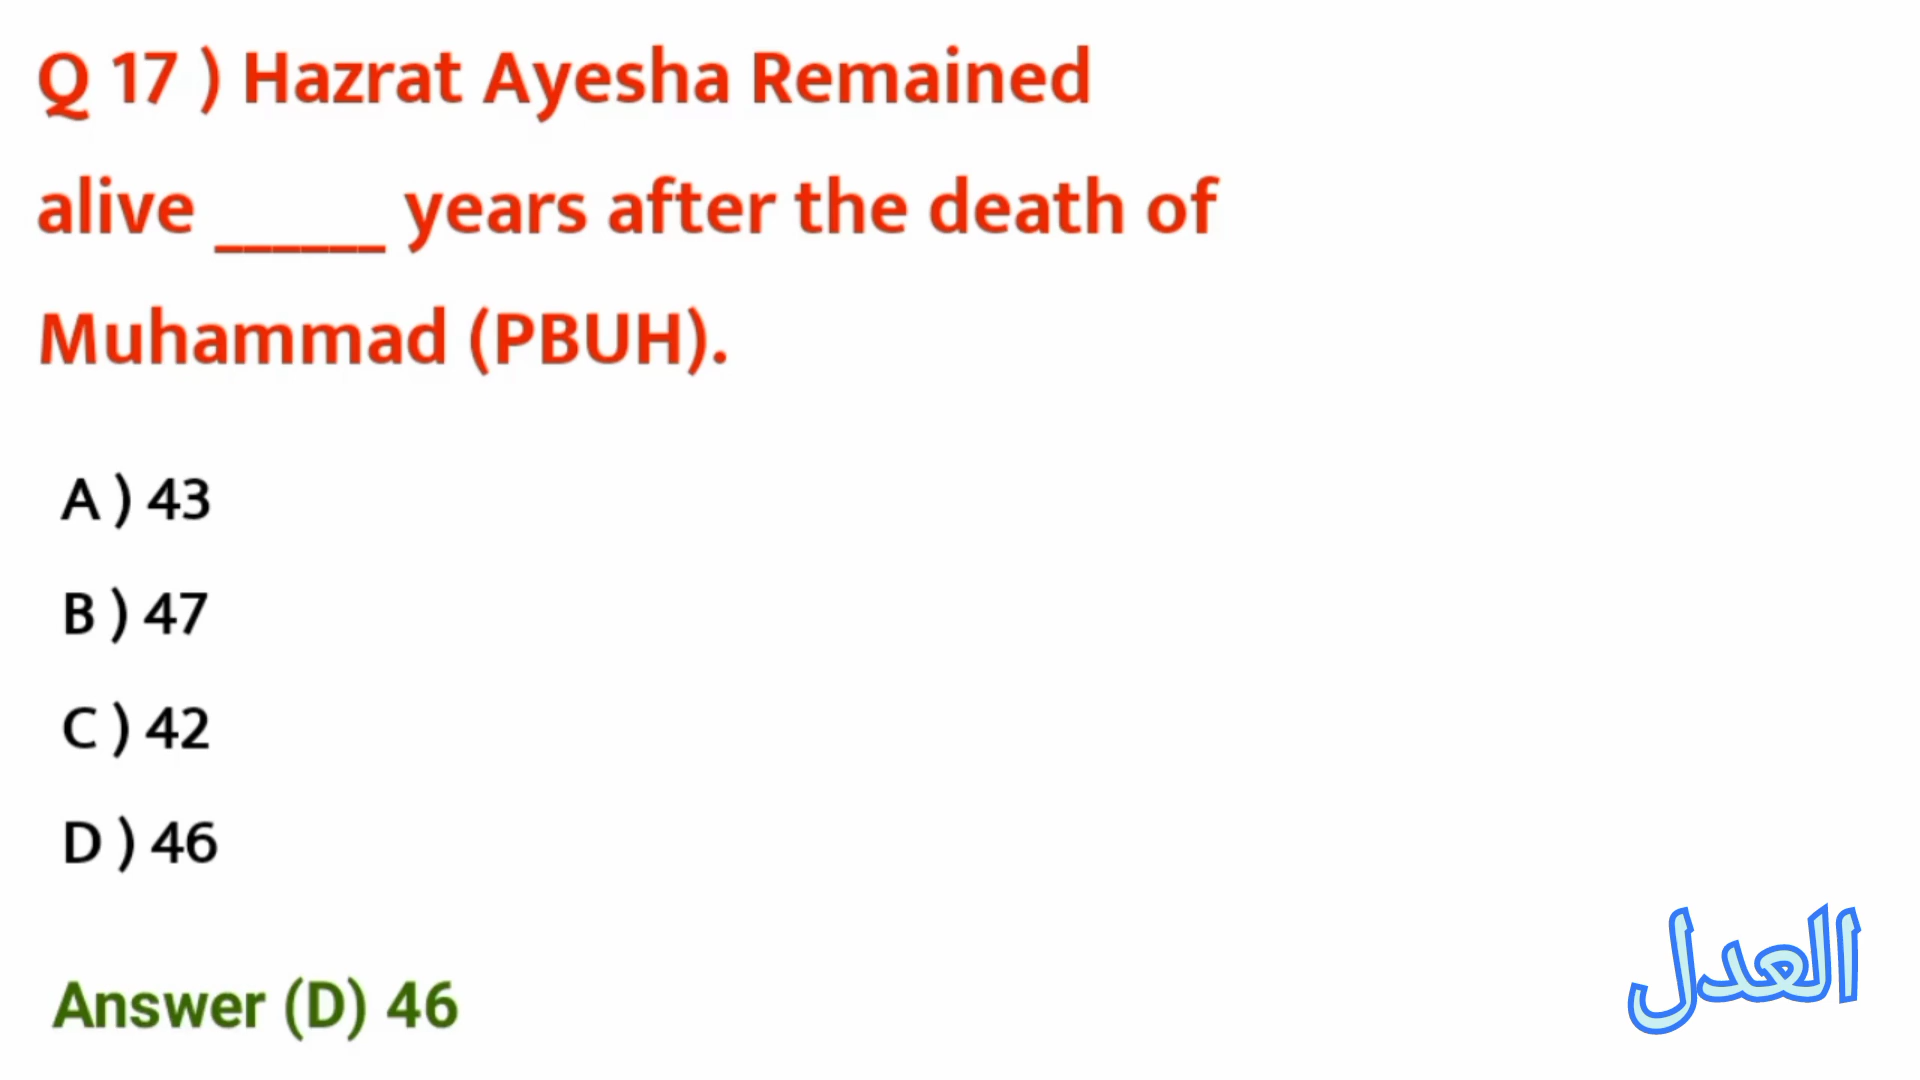 Q 17 ) Hazrat Ayesha Remained
alive ______ years after the death of
Muhammad (PBUH).
A ) 43
B ) 47
C ) 42
D ) 46
Answer (D) 46
العدل